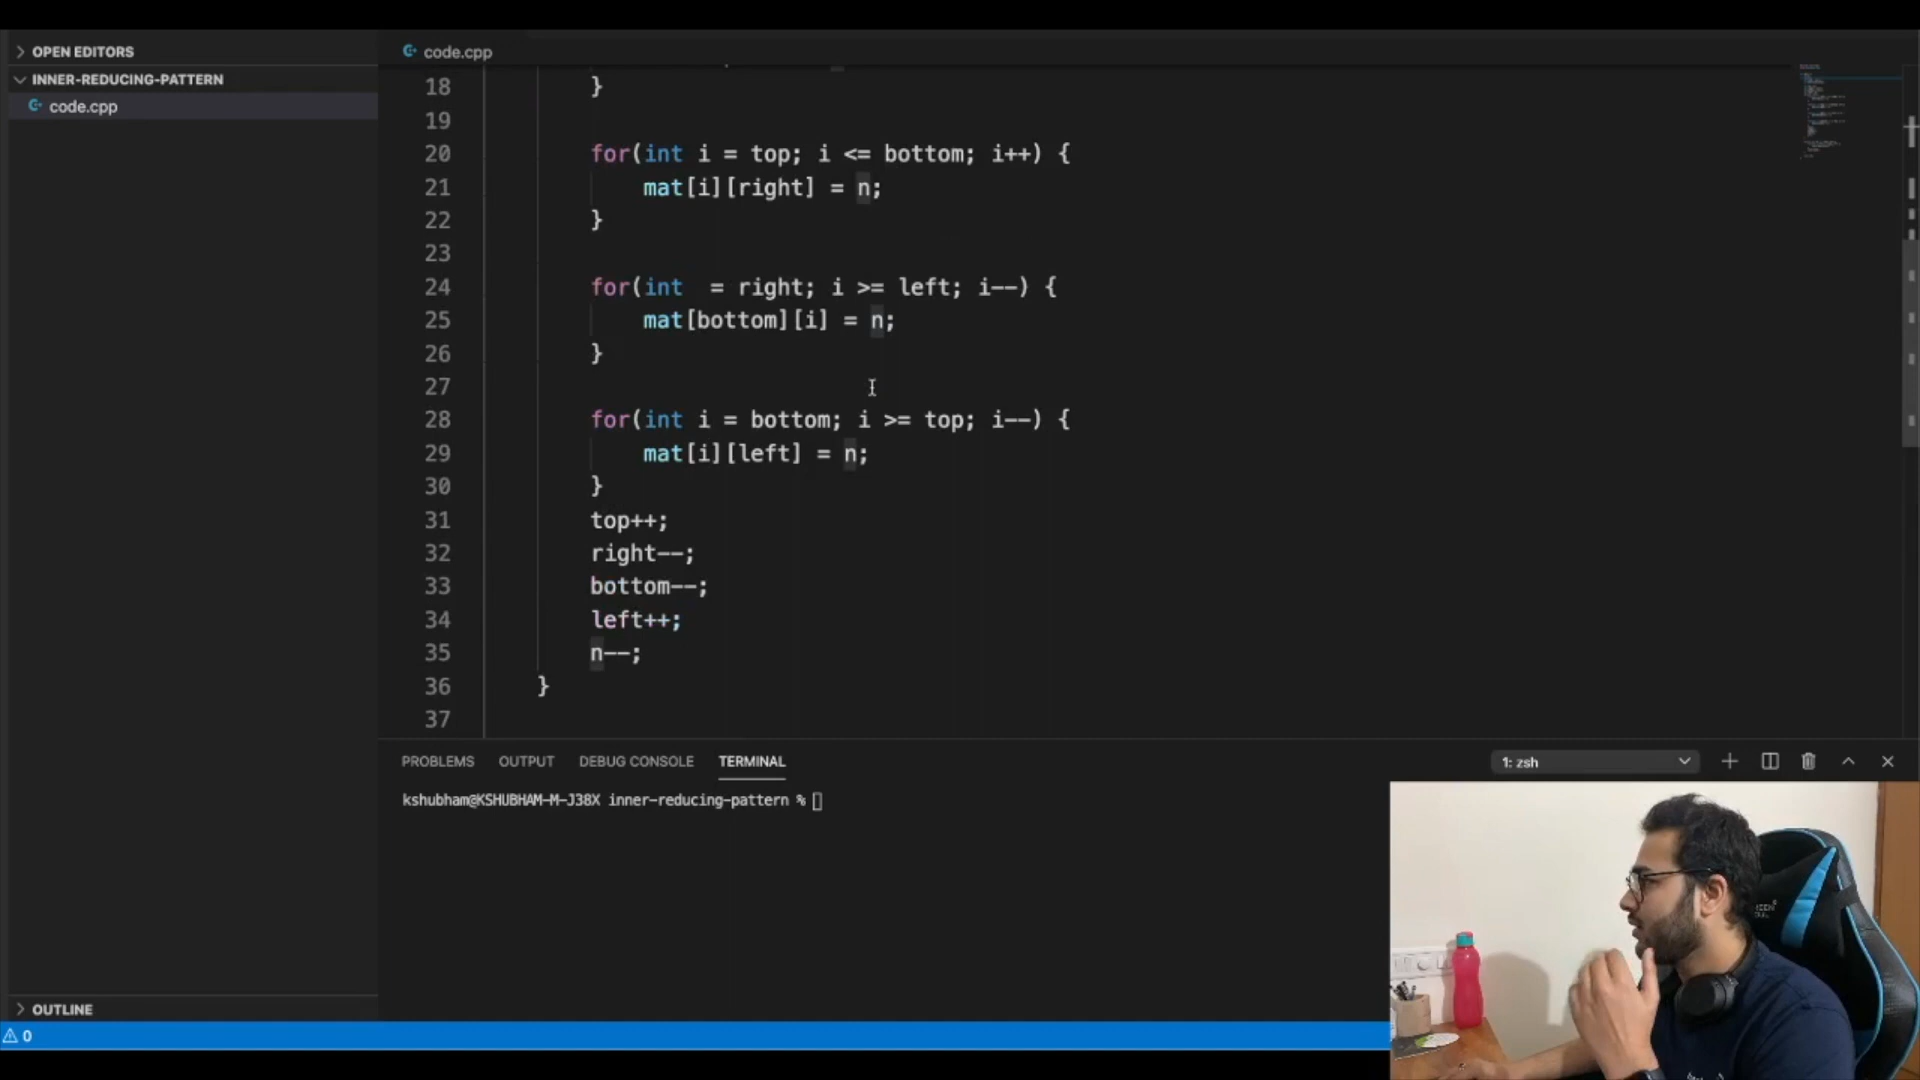 OPEN EDITORS
INNER-REDUCING-PATTERN
code.cpp
code.cpp
18 }
19
20 for(int i = top; i <= bottom; i++) {
21 mat[i][right] = n;
22 }
23
24 for(int  = right; i >= left; i--) {
25 mat[bottom][i] = n;
26 }
27
28 for(int i = bottom; i >= top; i--) {
29 mat[i][left] = n;
30 }
31 top++;
32 right--;
33 bottom--;
34 left++;
35 n--;
36 }
37
PROBLEMS OUTPUT DEBUG CONSOLE TERMINAL 1: zsh
kshubham@KSHUBHAM-M-J38X inner-reducing-pattern %
OUTLINE
0